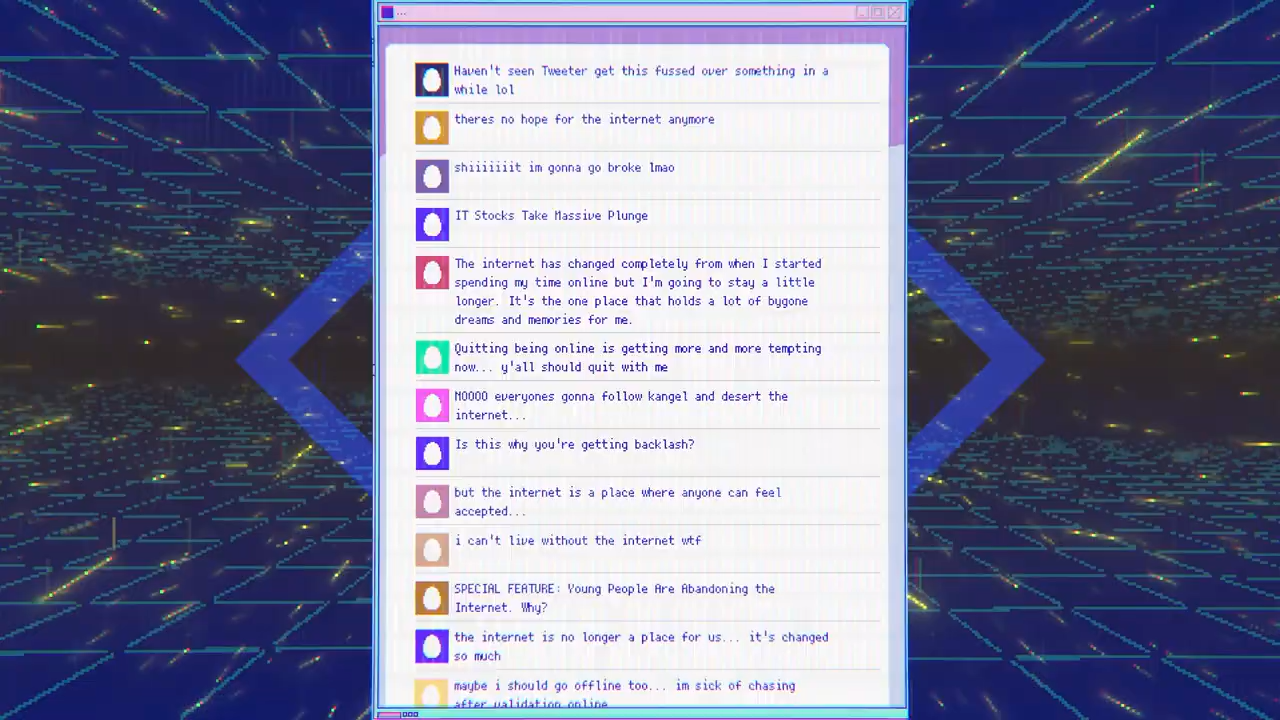 ...
Haven't seen Tweeter get this fussed over something in a
while lol
theres no hope for the internet anymore
shiiiiiiit im gonna go broke lmao
IT Stocks Take Massive Plunge
The internet has changed completely from when I started
spending my time online but I'm going to stay a little
longer. It's the one place that holds a lot of bygone
dreams and memories for me.
Quitting being online is getting more and more tempting
now... y'all should quit with me
NOOOO everyones gonna follow kangel and desert the
internet...
Is this why you're getting backlash?
but the internet is a place where anyone can feel
accepted...
i can't live without the internet wtf
SPECIAL FEATURE: Young People Are Abandoning the
Internet. Why?
the internet is no longer a place for us... it's changed
so much
maybe i should go offline too... im sick of chasing
after validation online